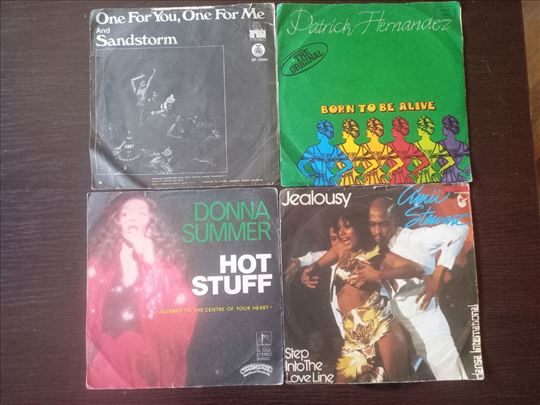 One For You, One For Me
And
Sandstorm
ariola
Patrick Hernandez
THE
ORIGINAL
BORN TO BE ALIVE
DONNA
SUMMER
HOT
STUFF
-JOURNEY TO THE CENTRE OF YOUR HEART-
STEREO
Jealousy
Amii
Stewart
Step
Into The
Love Line
Hansa International